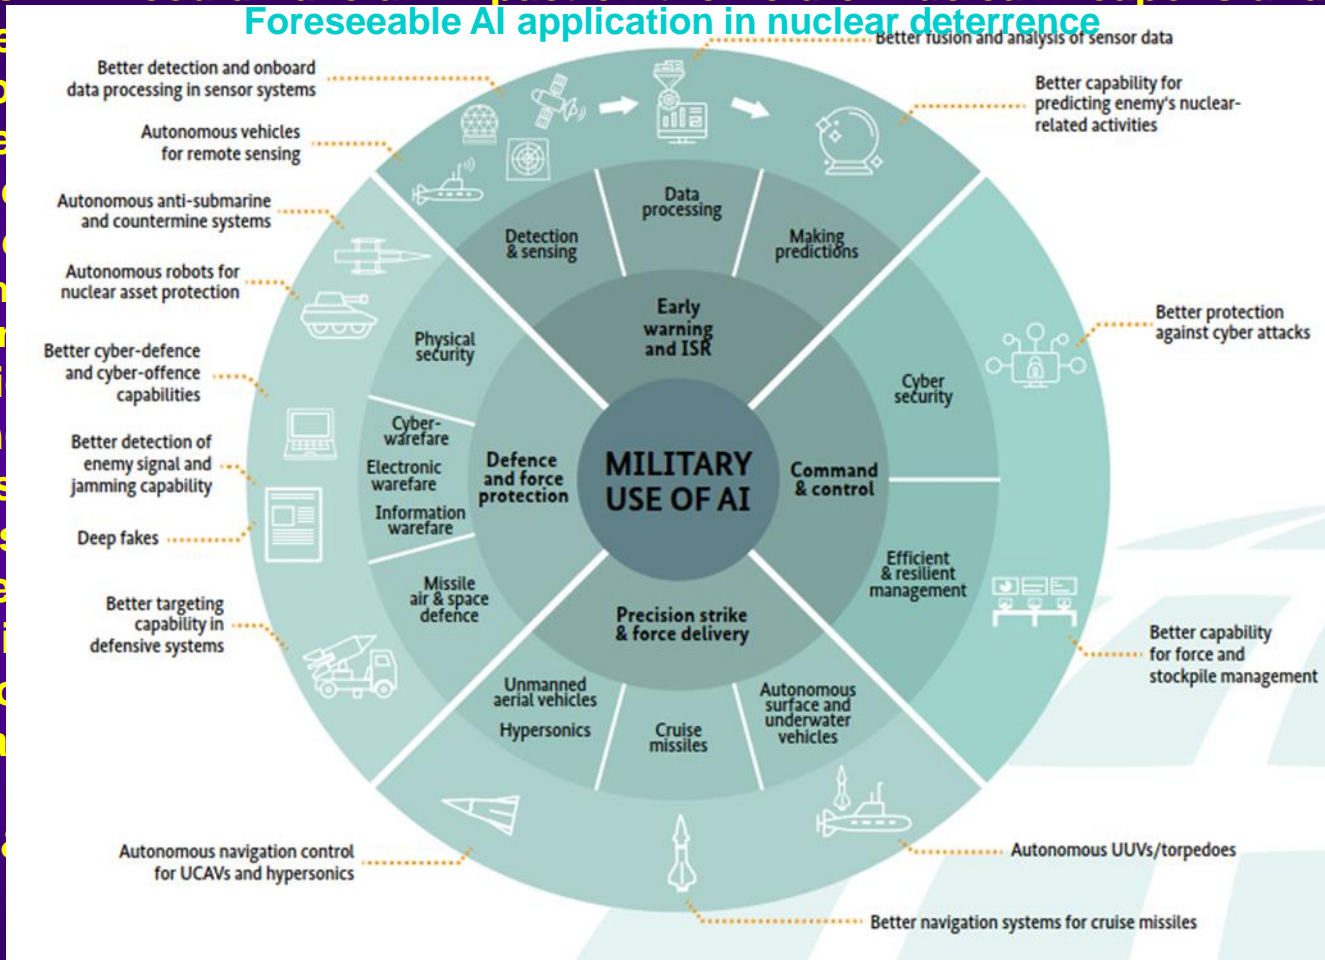 Foreseeable AI application in nuclear deterrence
Better fusion and analysis of sensor data
Better detection and onboard
data processing in sensor systems
Better capability for
predicting enemy's nuclear-
related activities
Autonomous vehicles
for remote sensing
Autonomous anti-submarine
and countermine systems
Autonomous robots for
nuclear asset protection
Better cyber-defence
and cyber-offence
capabilities
Better detection of
enemy signal and
jamming capability
Deep fakes
Better targeting
capability in
defensive systems
Autonomous navigation control
for UCAVs and hypersonics
Better navigation systems for cruise missiles
Autonomous UUVs/torpedoes
Better capability
for force and
stockpile management
Better protection
against cyber attacks
Detection
& sensing
Data
processing
Making
predictions
Early
warning
and ISR
Physical
security
Cyber-
warefare
Electronic
warefare
Information
warefare
Missile
air & space
defence
Defence
and force
protection
MILITARY
USE OF AI
Command
& control
Cyber
security
Efficient
& resilient
management
Precision strike
& force delivery
Unmanned
aerial vehicles
Hypersonics
Cruise
missiles
Autonomous
surface and
underwater
vehicles